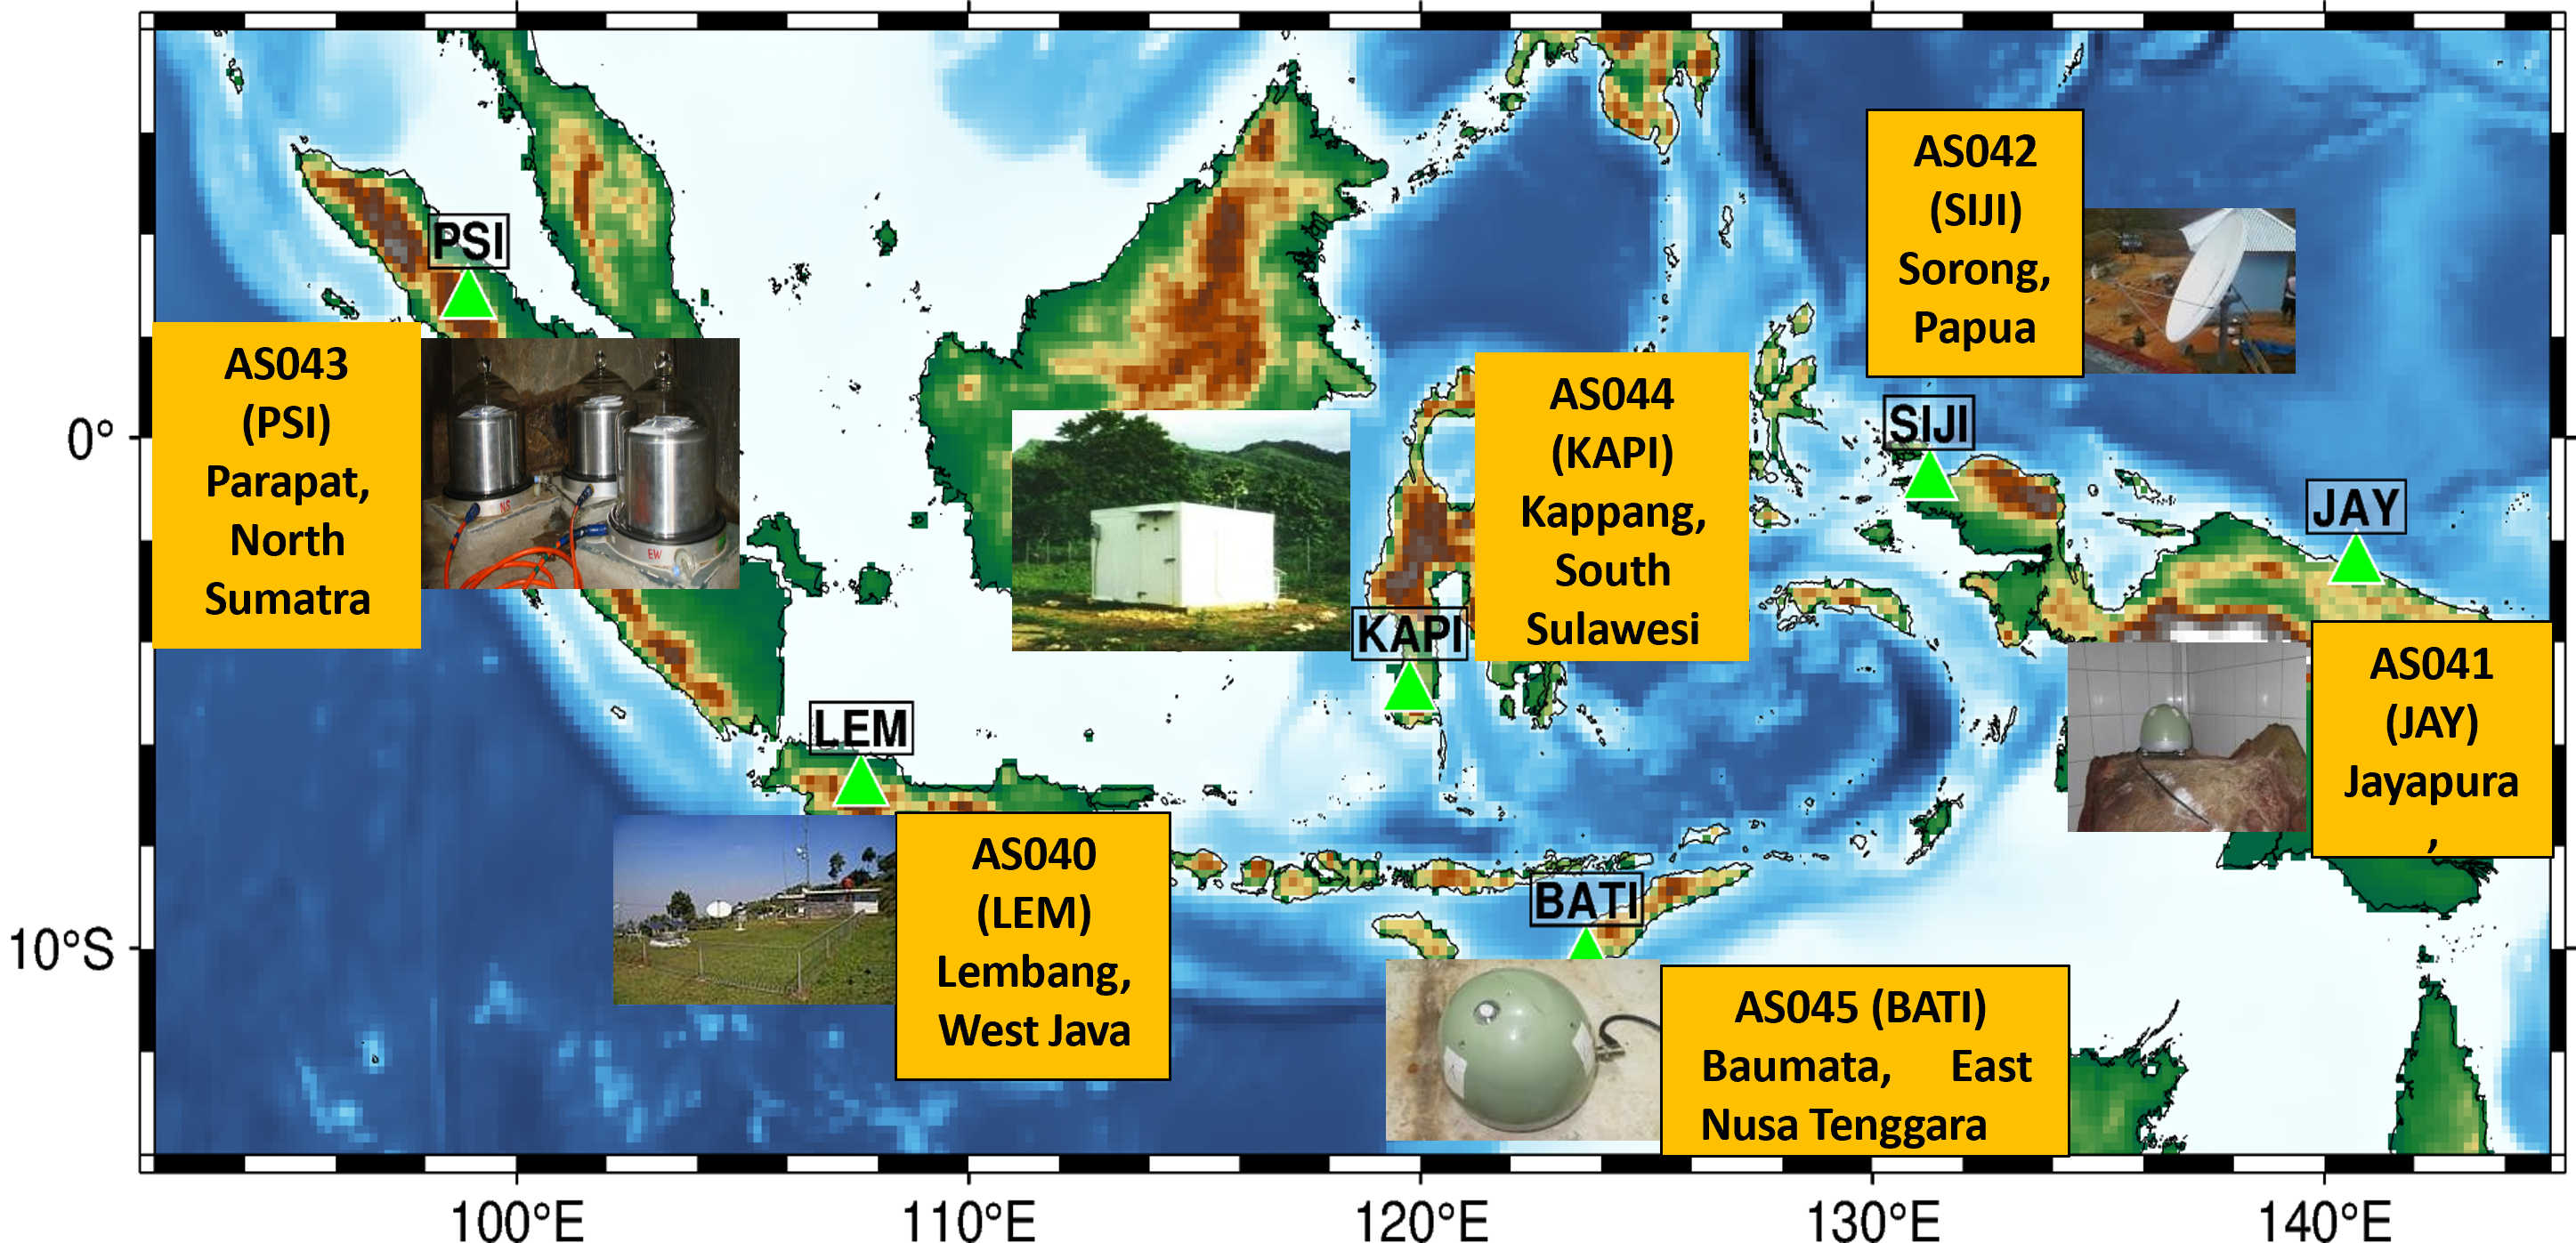 AS042
(SIJI)
Sorong,
Papua
PSI
AS043
(PSI)
Parapat,
North
Sumatra
NS
EW
AS044
(KAPI)
Kappang,
South
Sulawesi
SIJI
JAY
KAPI
AS041
(JAY)
Jayapura
,
LEM
AS040
(LEM)
Lembang,
West Java
BATI
AS045 (BATI)
Baumata, East
Nusa Tenggara
0°
10°S
100°E
110°E
120°E
130°E
140°E